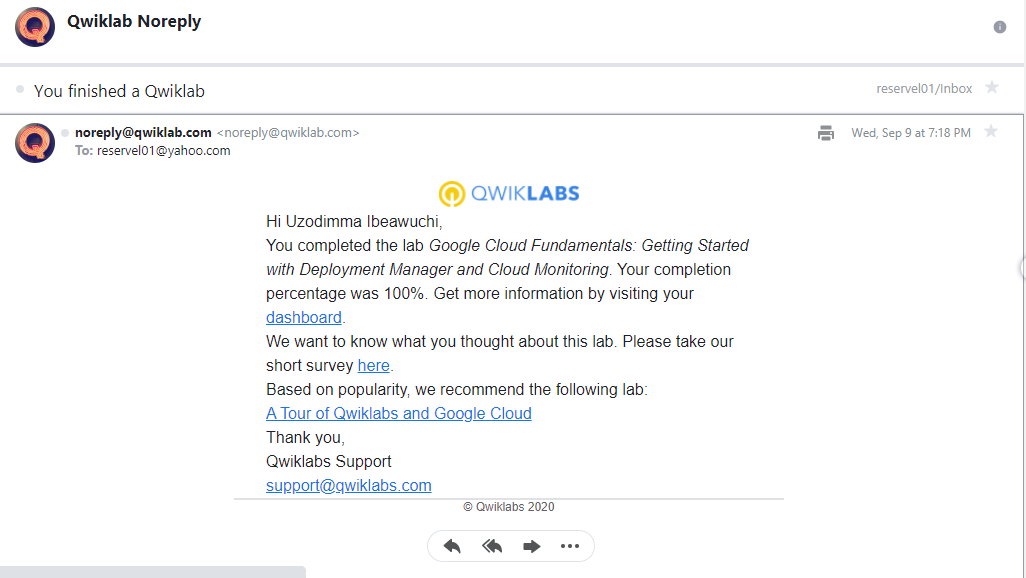 Qwiklab Noreply
You finished a Qwiklab
reservel01/Inbox
noreply@qwiklab.com <noreply@qwiklab.com>
Wed, Sep 9 at 7:18 PM
To: reservel01@yahoo.com
QWIKLABS
Hi Uzodimma Ibeawuchi,
You completed the lab Google Cloud Fundamentals: Getting Started
with Deployment Manager and Cloud Monitoring. Your completion
percentage was 100%. Get more information by visiting your
dashboard.
We want to know what you thought about this lab. Please take our
short survey here.
Based on popularity, we recommend the following lab:
A Tour of Qwiklabs and Google Cloud
Thank you,
Qwiklabs Support
support@qwiklabs.com
© Qwiklabs 2020